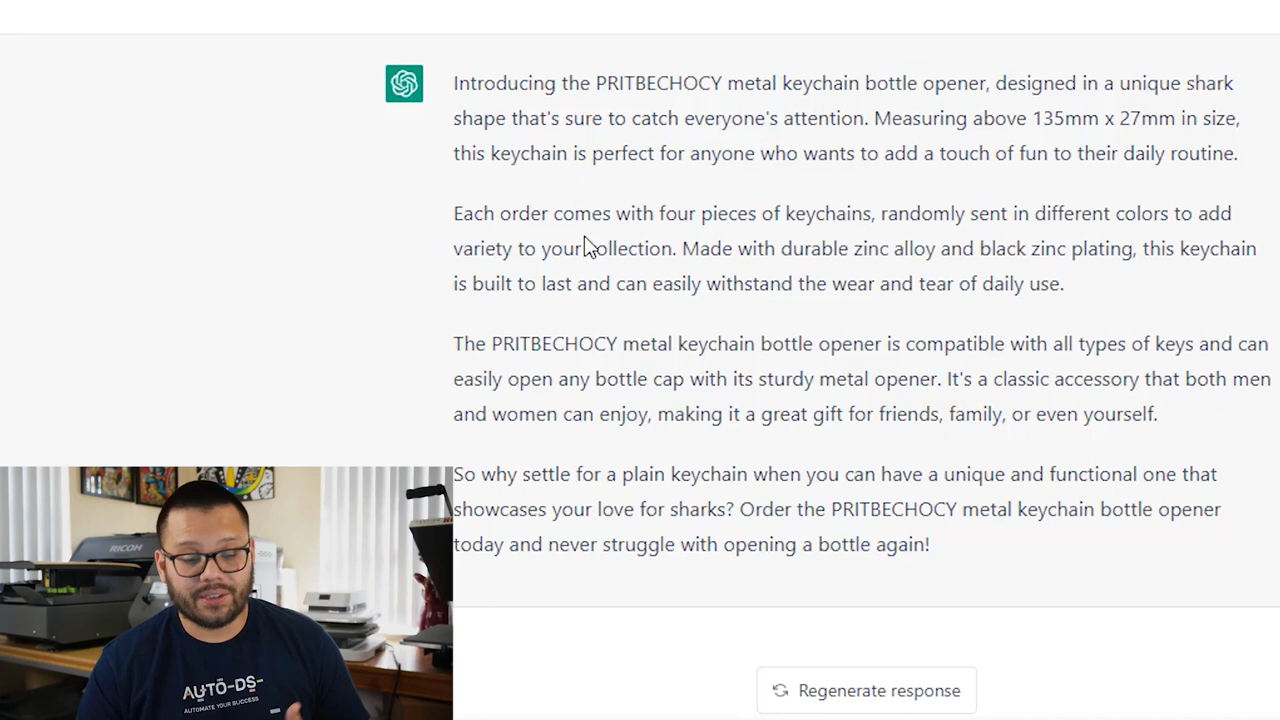 Introducing the PRITBECHOCY metal keychain bottle opener, designed in a unique shark
shape that's sure to catch everyone's attention. Measuring above 135mm x 27mm in size,
this keychain is perfect for anyone who wants to add a touch of fun to their daily routine.
Each order comes with four pieces of keychains, randomly sent in different colors to add
variety to your collection. Made with durable zinc alloy and black zinc plating, this keychain
is built to last and can easily withstand the wear and tear of daily use.
The PRITBECHOCY metal keychain bottle opener is compatible with all types of keys and can
easily open any bottle cap with its sturdy metal opener. It's a classic accessory that both men
and women can enjoy, making it a great gift for friends, family, or even yourself.
So why settle for a plain keychain when you can have a unique and functional one that
showcases your love for sharks? Order the PRITBECHOCY metal keychain bottle opener
today and never struggle with opening a bottle again!
Regenerate response
RICOH
AUTO-DS-
AUTOMATE YOUR SUCCESS